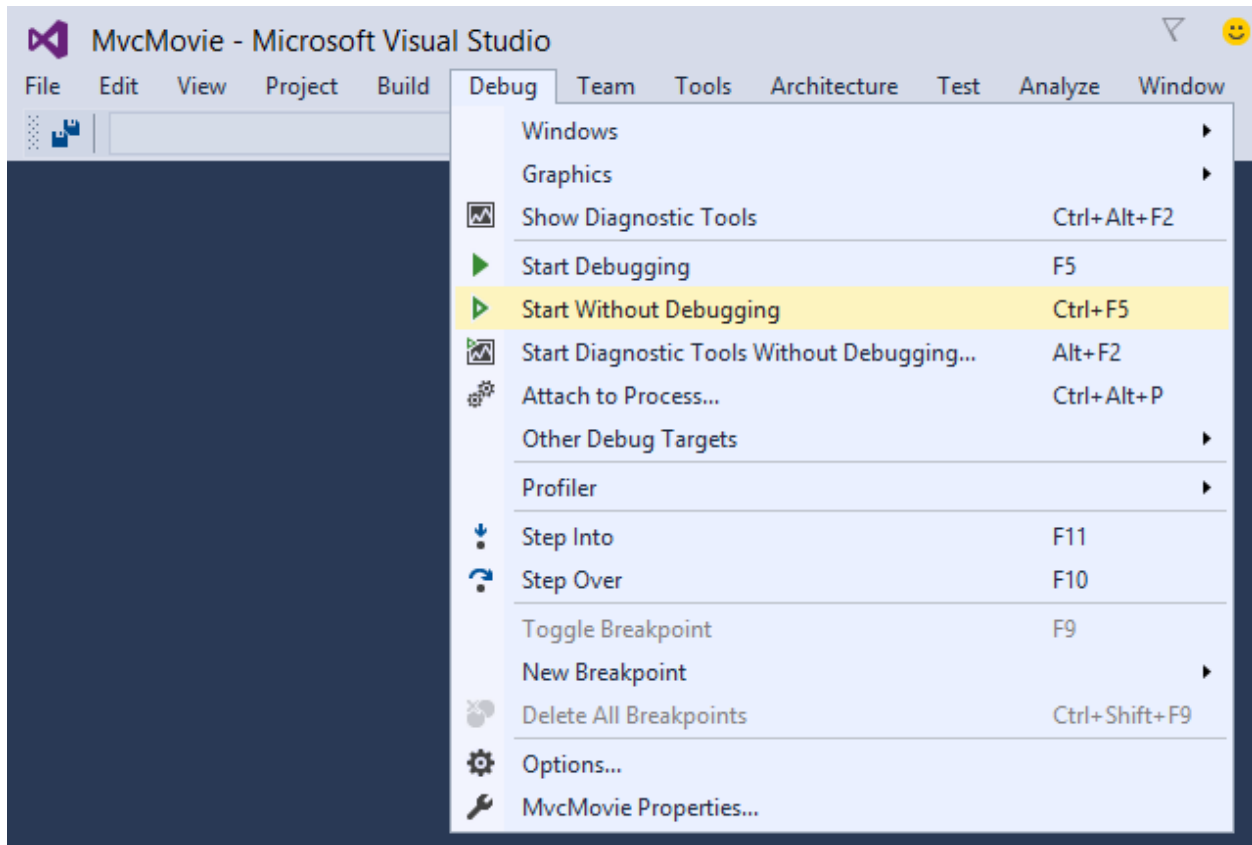 MvcMovie - Microsoft Visual Studio
File Edit View Project Build Debug Team Tools Architecture Test Analyze Window
Windows
Graphics
Show Diagnostic Tools Ctrl+Alt+F2
Start Debugging F5
Start Without Debugging Ctrl+F5
Start Diagnostic Tools Without Debugging... Alt+F2
Attach to Process... Ctrl+Alt+P
Other Debug Targets
Profiler
Step Into F11
Step Over F10
Toggle Breakpoint F9
New Breakpoint
Delete All Breakpoints Ctrl+Shift+F9
Options...
MvcMovie Properties...